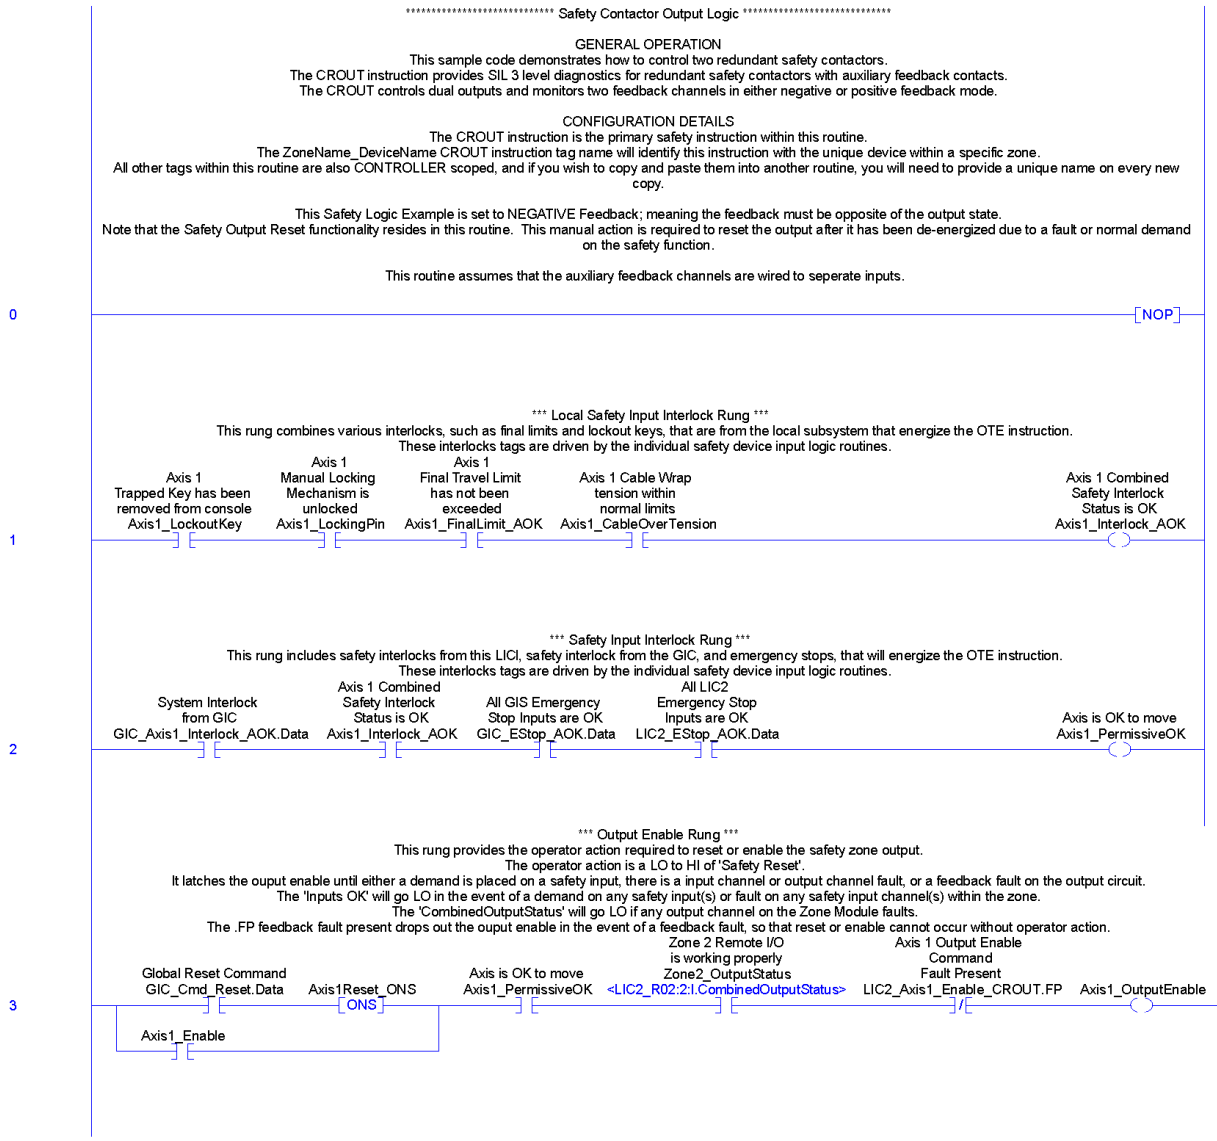 **************************** Safety Contactor Output Logic ****************************
GENERAL OPERATION
This sample code demonstrates how to control two redundant safety contactors.
The CROUT instruction provides SIL 3 level diagnostics for redundant safety contactors with auxiliary feedback contacts.
The CROUT controls dual outputs and monitors two feedback channels in either negative or positive feedback mode.
CONFIGURATION DETAILS
The CROUT instruction is the primary safety instruction within this routine.
The ZoneName_DeviceName CROUT instruction tag name will identify this instruction with the unique device within a specific zone.
All other tags within this routine are also CONTROLLER scoped, and if you wish to copy and paste them into another routine, you will need to provide a unique name on every new
copy.
This Safety Logic Example is set to NEGATIVE Feedback; meaning the feedback must be opposite of the output state.
Note that the Safety Output Reset functionality resides in this routine. This manual action is required to reset the output after it has been de-energized due to a fault or normal demand
on the safety function.
This routine assumes that the auxiliary feedback channels are wired to seperate inputs.
0
NOP
*** Local Safety Input Interlock Rung ***
This rung combines various interlocks, such as final limits and lockout keys, that are from the local subsystem that energize the OTE instruction.
These interlocks tags are driven by the individual safety device input logic routines.
Axis 1
Trapped Key has been
removed from console
Axis1_LockoutKey
Axis 1
Manual Locking
Mechanism is
unlocked
Axis1_LockingPin
Axis 1
Final Travel Limit
has not been
exceeded
Axis1_FinalLimit_AOK
Axis 1 Cable Wrap
tension within
normal limits
Axis1_CableOverTension
Axis 1 Combined
Safety Interlock
Status is OK
Axis1_Interlock_AOK
1
*** Safety Input Interlock Rung ***
This rung includes safety interlocks from this LICI, safety interlock from the GIC, and emergency stops, that will energize the OTE instruction.
These interlocks tags are driven by the individual safety device input logic routines.
System Interlock
from GIC
GIC_Axis1_Interlock_AOK.Data
Axis 1 Combined
Safety Interlock
Status is OK
Axis1_Interlock_AOK
All GIS Emergency
Stop Inputs are OK
GIC_EStop_AOK.Data
All LIC2
Emergency Stop
Inputs are OK
LIC2_EStop_AOK.Data
Axis is OK to move
Axis1_PermissiveOK
2
*** Output Enable Rung ***
This rung provides the operator action required to reset or enable the safety zone output.
The operator action is a LO to HI of 'Safety Reset'.
It latches the ouput enable until either a demand is placed on a safety input, there is a input channel or output channel fault, or a feedback fault on the output circuit.
The 'Inputs OK' will go LO in the event of a demand on any safety input(s) or fault on any safety input channel(s) within the zone.
The 'CombinedOutputStatus' will go LO if any output channel on the Zone Module faults.
The .FP feedback fault present drops out the ouput enable in the event of a feedback fault, so that reset or enable cannot occur without operator action.
Global Reset Command
GIC_Cmd_Reset.Data
Axis1Reset_ONS
ONS
Axis is OK to move
Axis1_PermissiveOK
Zone 2 Remote I/O
is working properly
Zone2_OutputStatus
<LIC2_R02:2:I.CombinedOutputStatus>
Axis 1 Output Enable
Command
Fault Present
LIC2_Axis1_Enable_CROUT.FP
/
Axis1_OutputEnable
3
Axis1_Enable